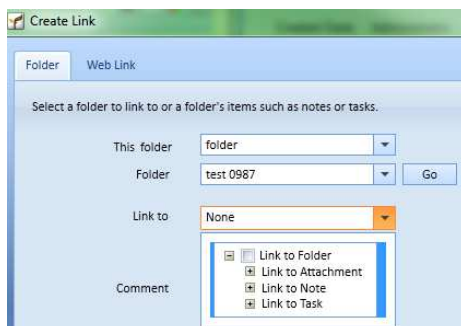 Create Link
Folder Web Link
Select a folder to link to or a folder's items such as notes or tasks.
This folder folder
Folder test 0987 Go
Link to None
Link to Folder
Link to Attachment
Comment Link to Note
Link to Task